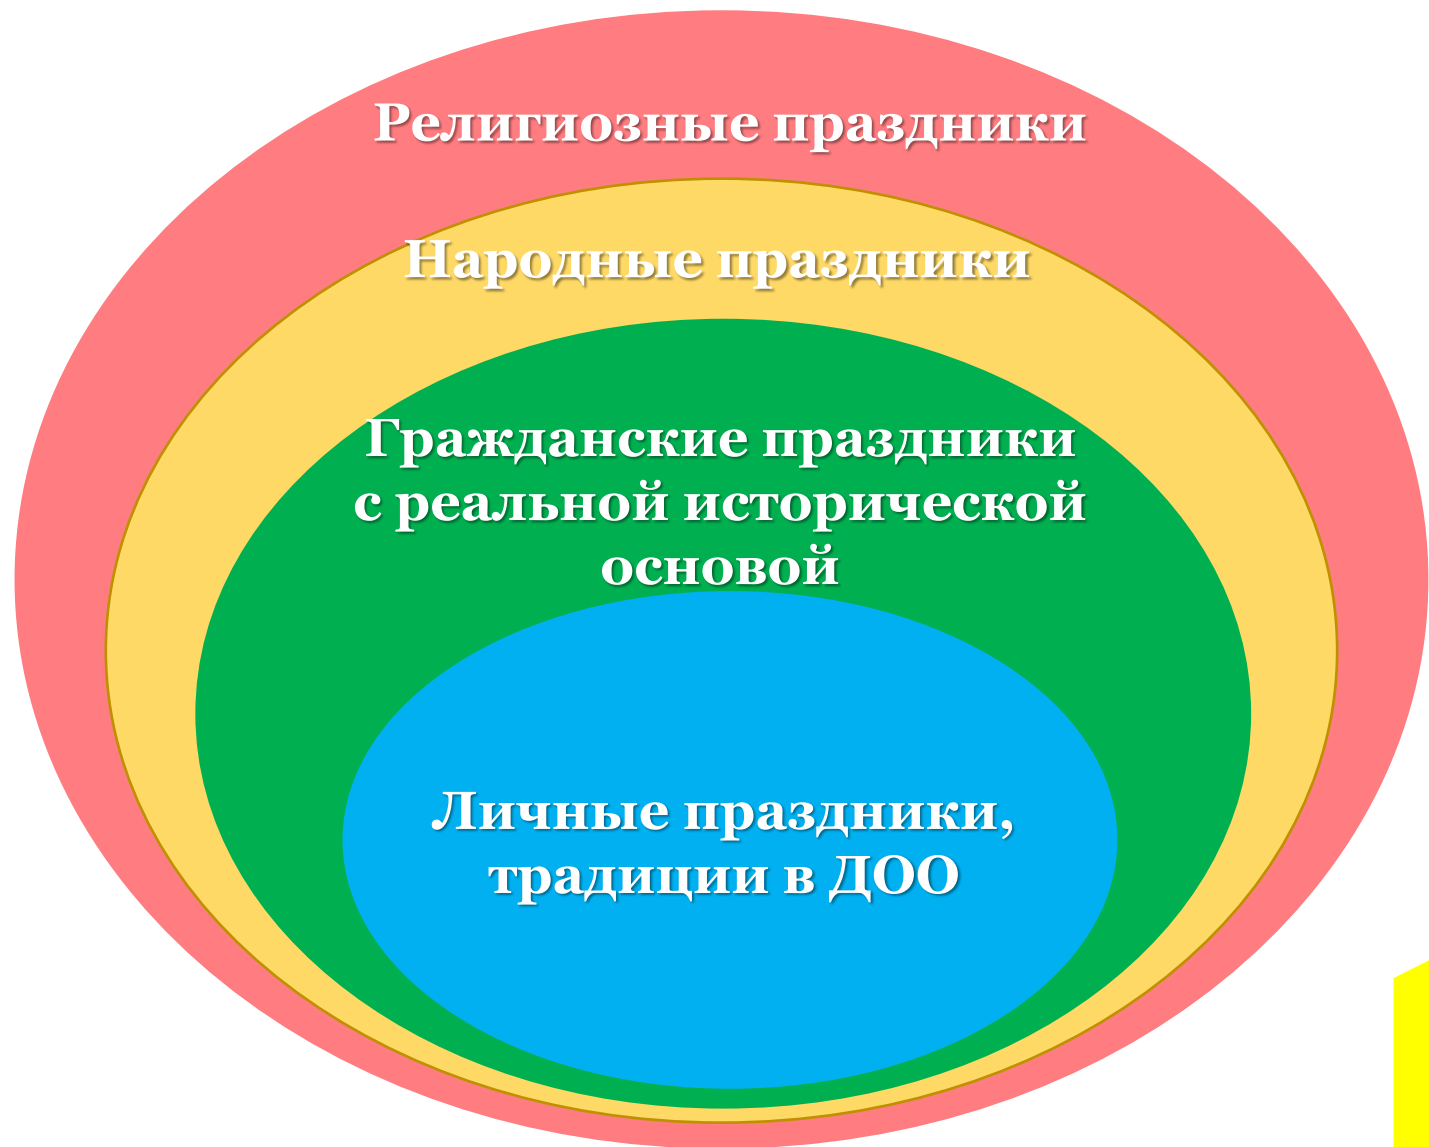 Религиозные праздники
Народные праздники
Гражданские праздники
с реальной исторической
основой
Личные праздники,
традиции в ДОО